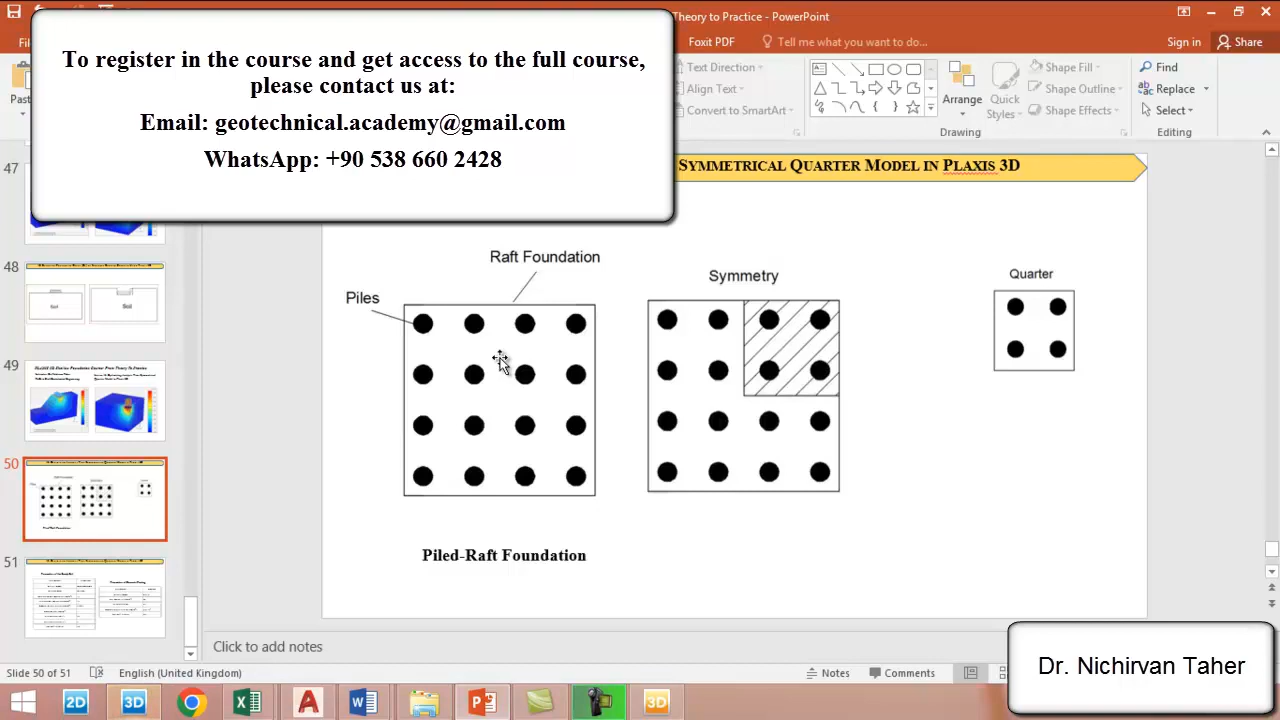 Theory to Practice - PowerPoint
To register in the course and get access to the full course,
please contact us at:
Email: geotechnical.academy@gmail.com
WhatsApp: +90 538 660 2428
Foxit PDF
Tell me what you want to do...
Sign in
Share
Past
Text Direction
Align Text
Convert to SmartArt
Arrange
Quick
Styles
Shape Fill
Shape Outline
Shape Effects
Drawing
Find
Replace
Select
Editing
SYMMETRICAL QUARTER MODEL IN PLAXIS 3D
47
48
49
50
51
Raft Foundation
Piles
Symmetry
Quarter
Piled-Raft Foundation
Click to add notes
Dr. Nichirvan Taher
Slide 50 of 51
English (United Kingdom)
Notes
Comments
2D
3D
3D